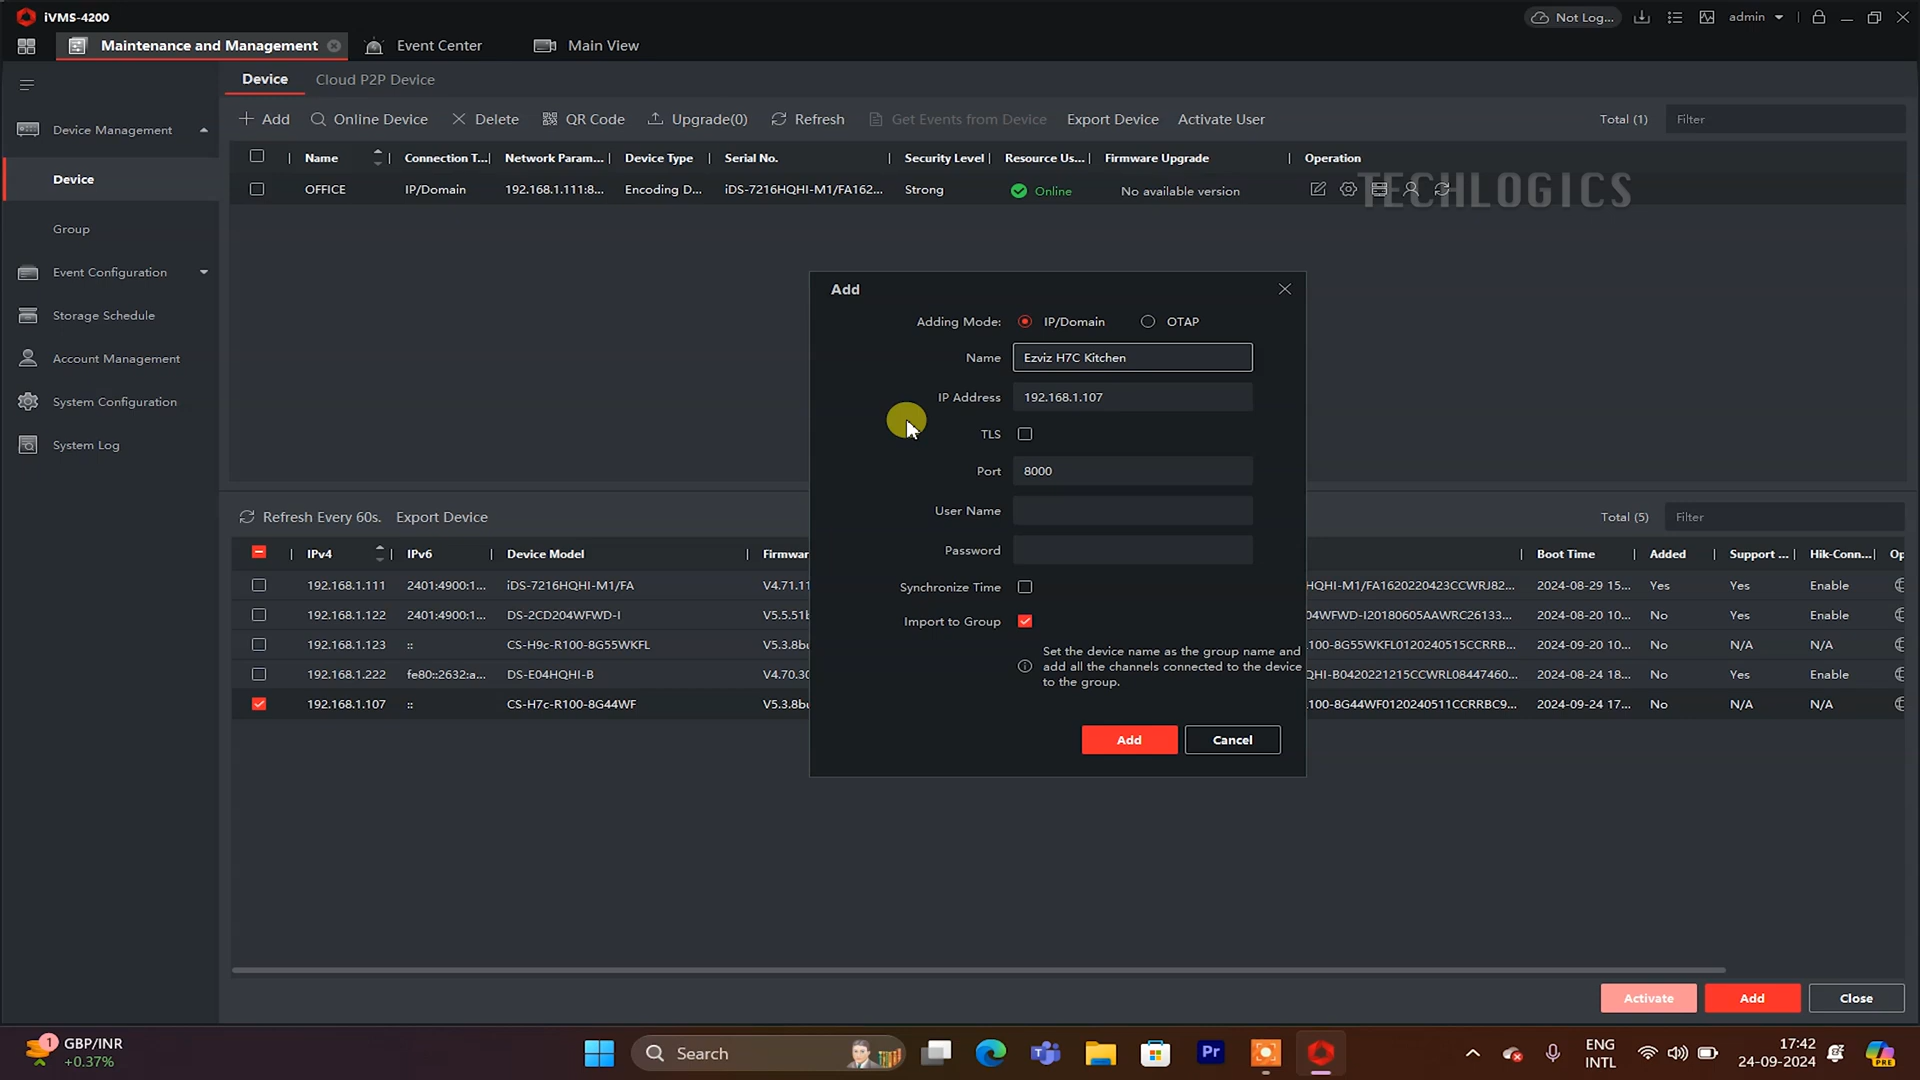 iVMS-4200
Not Log...
admin
Maintenance and Management
Event Center
Main View
Device
Cloud P2P Device
Device Management
Device
Group
Event Configuration
Storage Schedule
Account Management
System Configuration
System Log
Add
Online Device
Delete
QR Code
Upgrade(0)
Refresh
Get Events from Device
Export Device
Activate User
Total (1)
Filter
Name | Connection T... | Network Param... | Device Type | Serial No. | Security Level | Resource Us... | Firmware Upgrade | Operation
OFFICE IP/Domain 192.168.1.111:8... Encoding D... iDS-7216HQHI-M1/FA162... Strong Online No available version
TECHLOGICS
Add
Adding Mode: IP/Domain OTAP
Name Ezviz H7C Kitchen
IP Address 192.168.1.107
TLS
Port 8000
User Name
Password
Synchronize Time
Import to Group
Set the device name as the group name and
add all the channels connected to the device
to the group.
Add Cancel
Refresh Every 60s. Export Device Total (5) Filter
IPv4 | IPv6 | Device Model | Firmwar | Boot Time | Added | Support ... | Hik-Conn... | Op
192.168.1.111 2401:4900:1... iDS-7216HQHI-M1/FA V4.71.11 HQHI-M1/FA1620220423CCWRJ82... 2024-08-29 15... Yes Yes Enable
192.168.1.122 2401:4900:1... DS-2CD204WFWD-I V5.5.51b 04WFWD-I20180605AAWRC26133... 2024-08-20 10... No Yes Enable
192.168.1.123 :: CS-H9c-R100-8G55WKFL V5.3.8bu 100-8G55WKFL0120240515CCRRB... 2024-09-20 10... No N/A N/A
192.168.1.222 fe80::2632:a... DS-E04HQHI-B V4.70.30 QHI-B0420221215CCWRL08447460... 2024-08-24 18... No Yes Enable
192.168.1.107 :: CS-H7c-R100-8G44WF V5.3.8bu 100-8G44WF0120240511CCRRBC9... 2024-09-24 17... No N/A N/A
Activate Add Close
1
GBP/INR
+0.37%
Search
Pr
ENG
INTL
17:42
24-09-2024
PRE